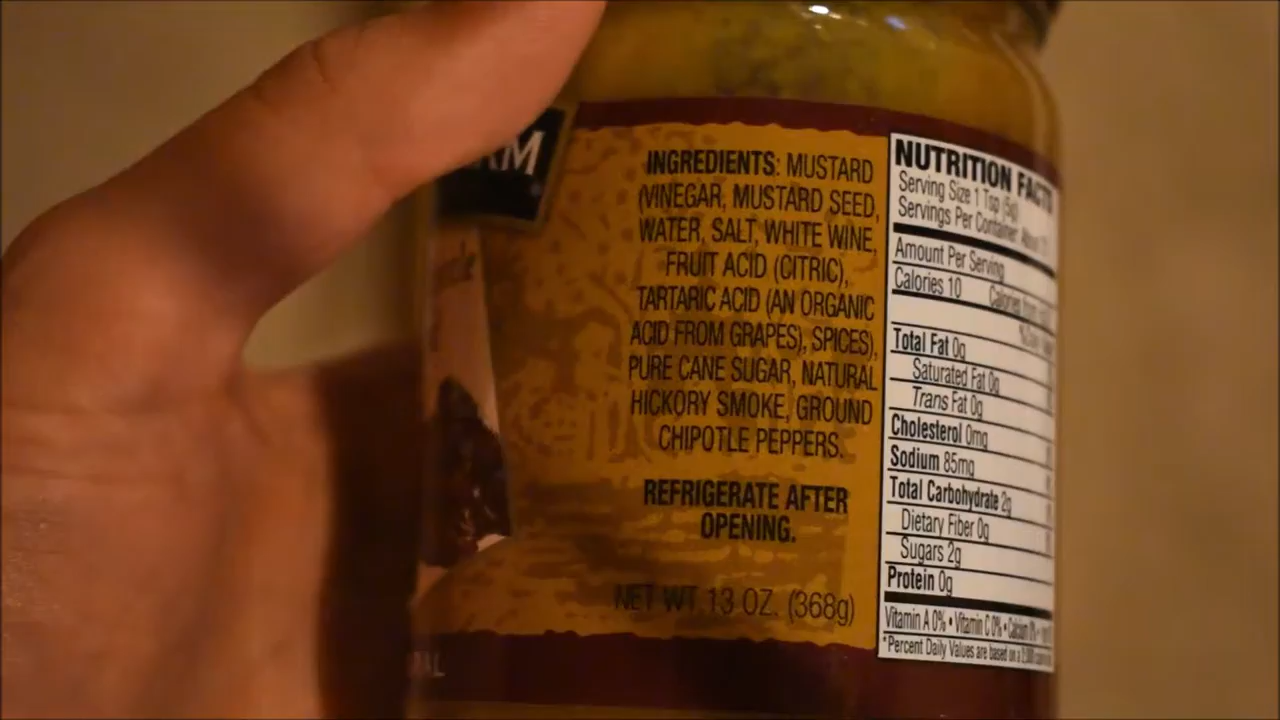 INGREDIENTS: MUSTARD
(VINEGAR, MUSTARD SEED,
WATER, SALT, WHITE WINE,
FRUIT ACID (CITRIC),
TARTARIC ACID (AN ORGANIC
ACID FROM GRAPES), SPICES),
PURE CANE SUGAR, NATURAL
HICKORY SMOKE, GROUND
CHIPOTLE PEPPERS.
REFRIGERATE AFTER
OPENING.
NET WT. 13 OZ. (368g)
NUTRITION FACTS
Serving Size 1 Tsp (5g)
Servings Per Container About
Amount Per Serving
Calories 10 Calories from
Total Fat 0g
Saturated Fat 0g
Trans Fat 0g
Cholesterol 0mg
Sodium 85mg
Total Carbohydrate 2g
Dietary Fiber 0g
Sugars 2g
Protein 0g
Vitamin A 0% • Vitamin C 0% • Calcium 0% •
*Percent Daily Values are based on a